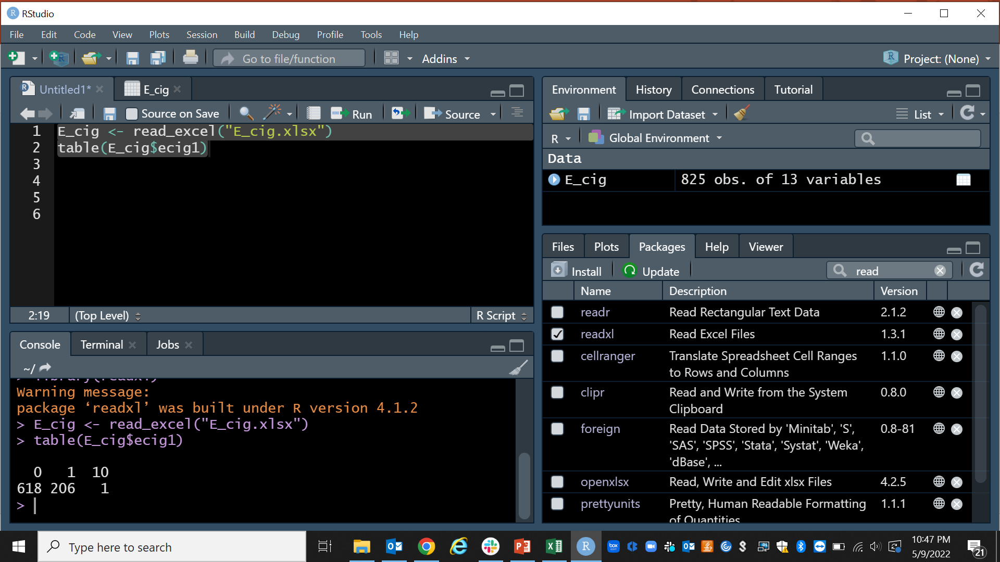 RStudio
File Edit Code View Plots Session Build Debug Profile Tools Help
Go to file/function Addins Project: (None)
Untitled1* E_cig
Source on Save Run Source
1 E_cig <- read_excel("E_cig.xlsx")
2 table(E_cig$ecig1)
3
4
5
6
2:19 (Top Level) R Script
Console Terminal Jobs
~/
> library(readxl)
Warning message:
package ‘readxl’ was built under R version 4.1.2
> E_cig <- read_excel("E_cig.xlsx")
> table(E_cig$ecig1)
0 1 10
618 206 1
>
Environment History Connections Tutorial
Import Dataset List
R Global Environment
Data
E_cig 825 obs. of 13 variables
Files Plots Packages Help Viewer
Install Update read
Name Description Version
readr Read Rectangular Text Data 2.1.2
readxl Read Excel Files 1.3.1
cellranger Translate Spreadsheet Cell Ranges 1.1.0
to Rows and Columns
clipr Read and Write from the System 0.8.0
Clipboard
foreign Read Data Stored by 'Minitab', 'S', 0.8-81
'SAS', 'SPSS', 'Stata', 'Systat', 'Weka',
'dBase', ...
openxlsx Read, Write and Edit xlsx Files 4.2.5
prettyunits Pretty, Human Readable Formatting 1.1.1
of Quantities
Type here to search
10:47 PM
5/9/2022
21